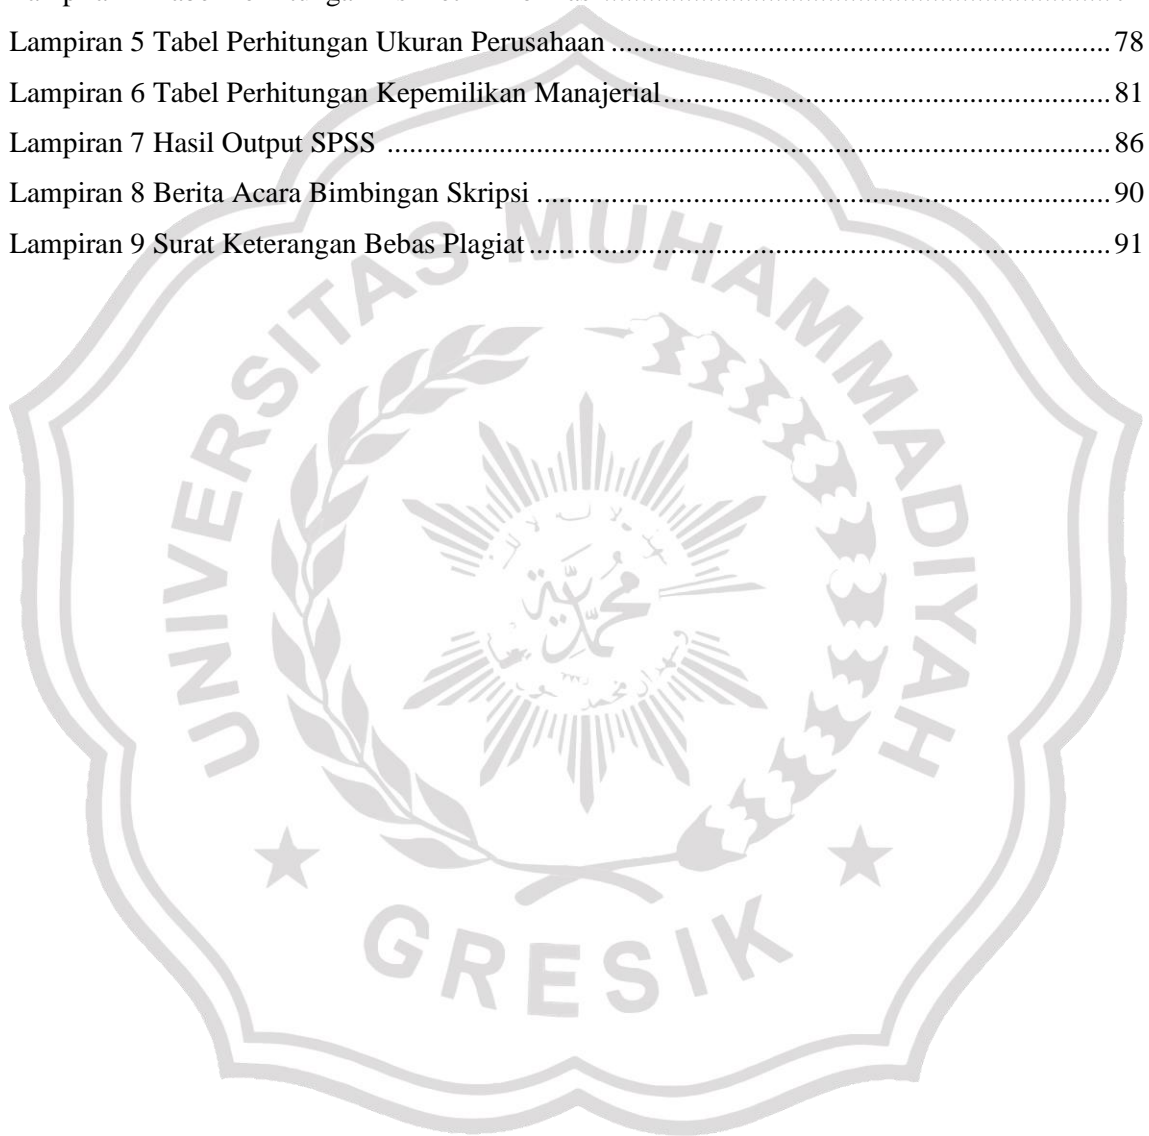 Lampiran 5 Tabel Perhitungan Ukuran Perusahaan ........................................ 78
Lampiran 6 Tabel Perhitungan Kepemilikan Manajerial ........................................ 81
Lampiran 7 Hasil Output SPSS ........................................ 86
Lampiran 8 Berita Acara Bimbingan Skripsi ........................................ 90
Lampiran 9 Surat Keterangan Bebas Plagiat ........................................ 91
UNIVERSITAS MUHAMMADIYAH
GRESIK